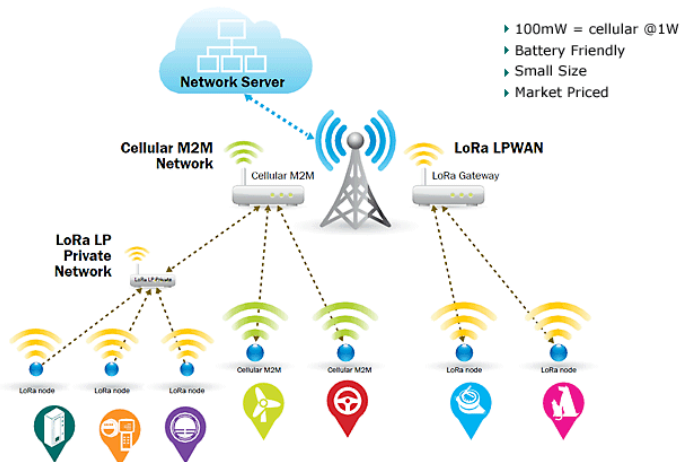 100mW = cellular @1W
Battery Friendly
Small Size
Market Priced
Network Server
Cellular M2M
Network
Cellular M2M
LoRa LPWAN
LoRa Gateway
LoRa LP
Private
Network
LoRa LP Private
LoRa node
LoRa node
LoRa node
Cellular M2M
Cellular M2M
LoRa node
LoRa node